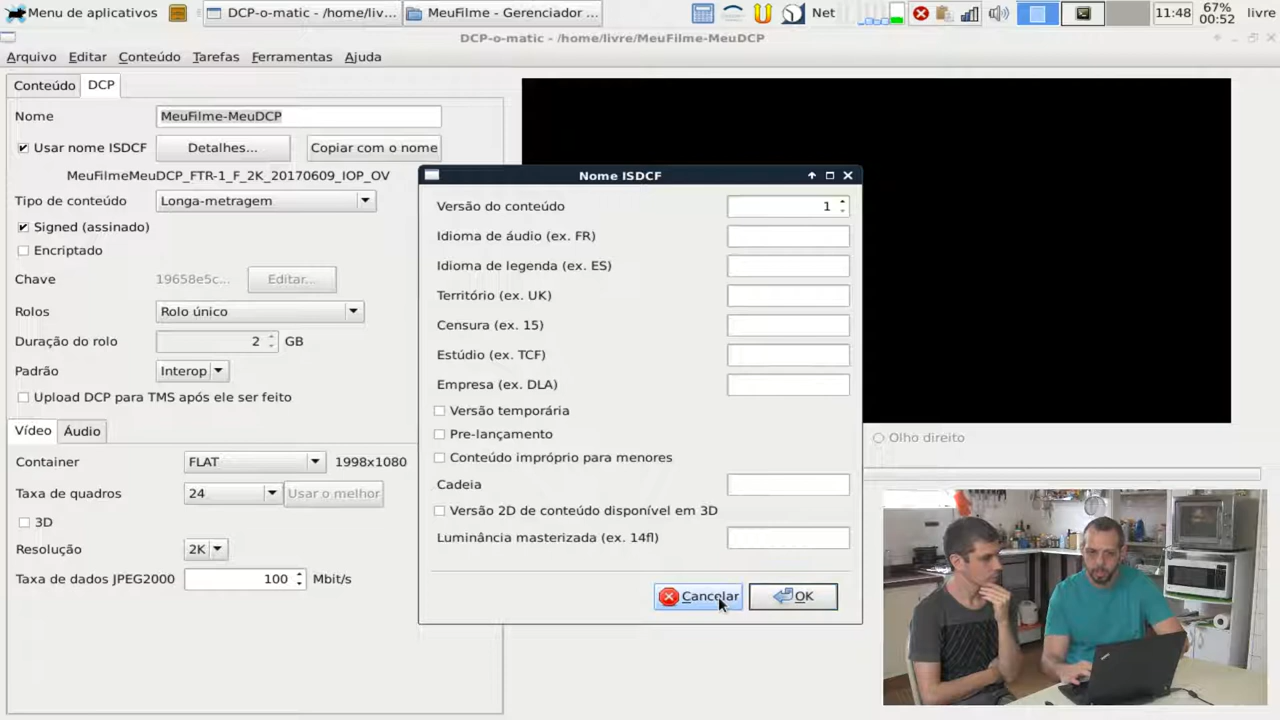 Menu de aplicativos
DCP-o-matic - /home/liv...
MeuFilme - Gerenciador ...
Net
11:48
67%
00:52
livre
DCP-o-matic - /home/livre/MeuFilme-MeuDCP
Arquivo Editar Conteúdo Tarefas Ferramentas Ajuda
Conteúdo DCP
Nome MeuFilme-MeuDCP
Usar nome ISDCF Detalhes... Copiar com o nome
MeuFilmeMeuDCP_FTR-1_F_2K_20170609_IOP_OV
Tipo de conteúdo Longa-metragem
Signed (assinado)
Encriptado
Chave 19658e5c... Editar...
Rolos Rolo único
Duração do rolo 2 GB
Padrão Interop
Upload DCP para TMS após ele ser feito
Vídeo Áudio
Container FLAT 1998x1080
Taxa de quadros 24 Usar o melhor
3D
Resolução 2K
Taxa de dados JPEG2000 100 Mbit/s
Nome ISDCF
Versão do conteúdo 1
Idioma de áudio (ex. FR)
Idioma de legenda (ex. ES)
Território (ex. UK)
Censura (ex. 15)
Estúdio (ex. TCF)
Empresa (ex. DLA)
Versão temporária
Pre-lançamento
Conteúdo impróprio para menores
Cadeia
Versão 2D de conteúdo disponível em 3D
Luminância masterizada (ex. 14fl)
Cancelar OK
Olho direito